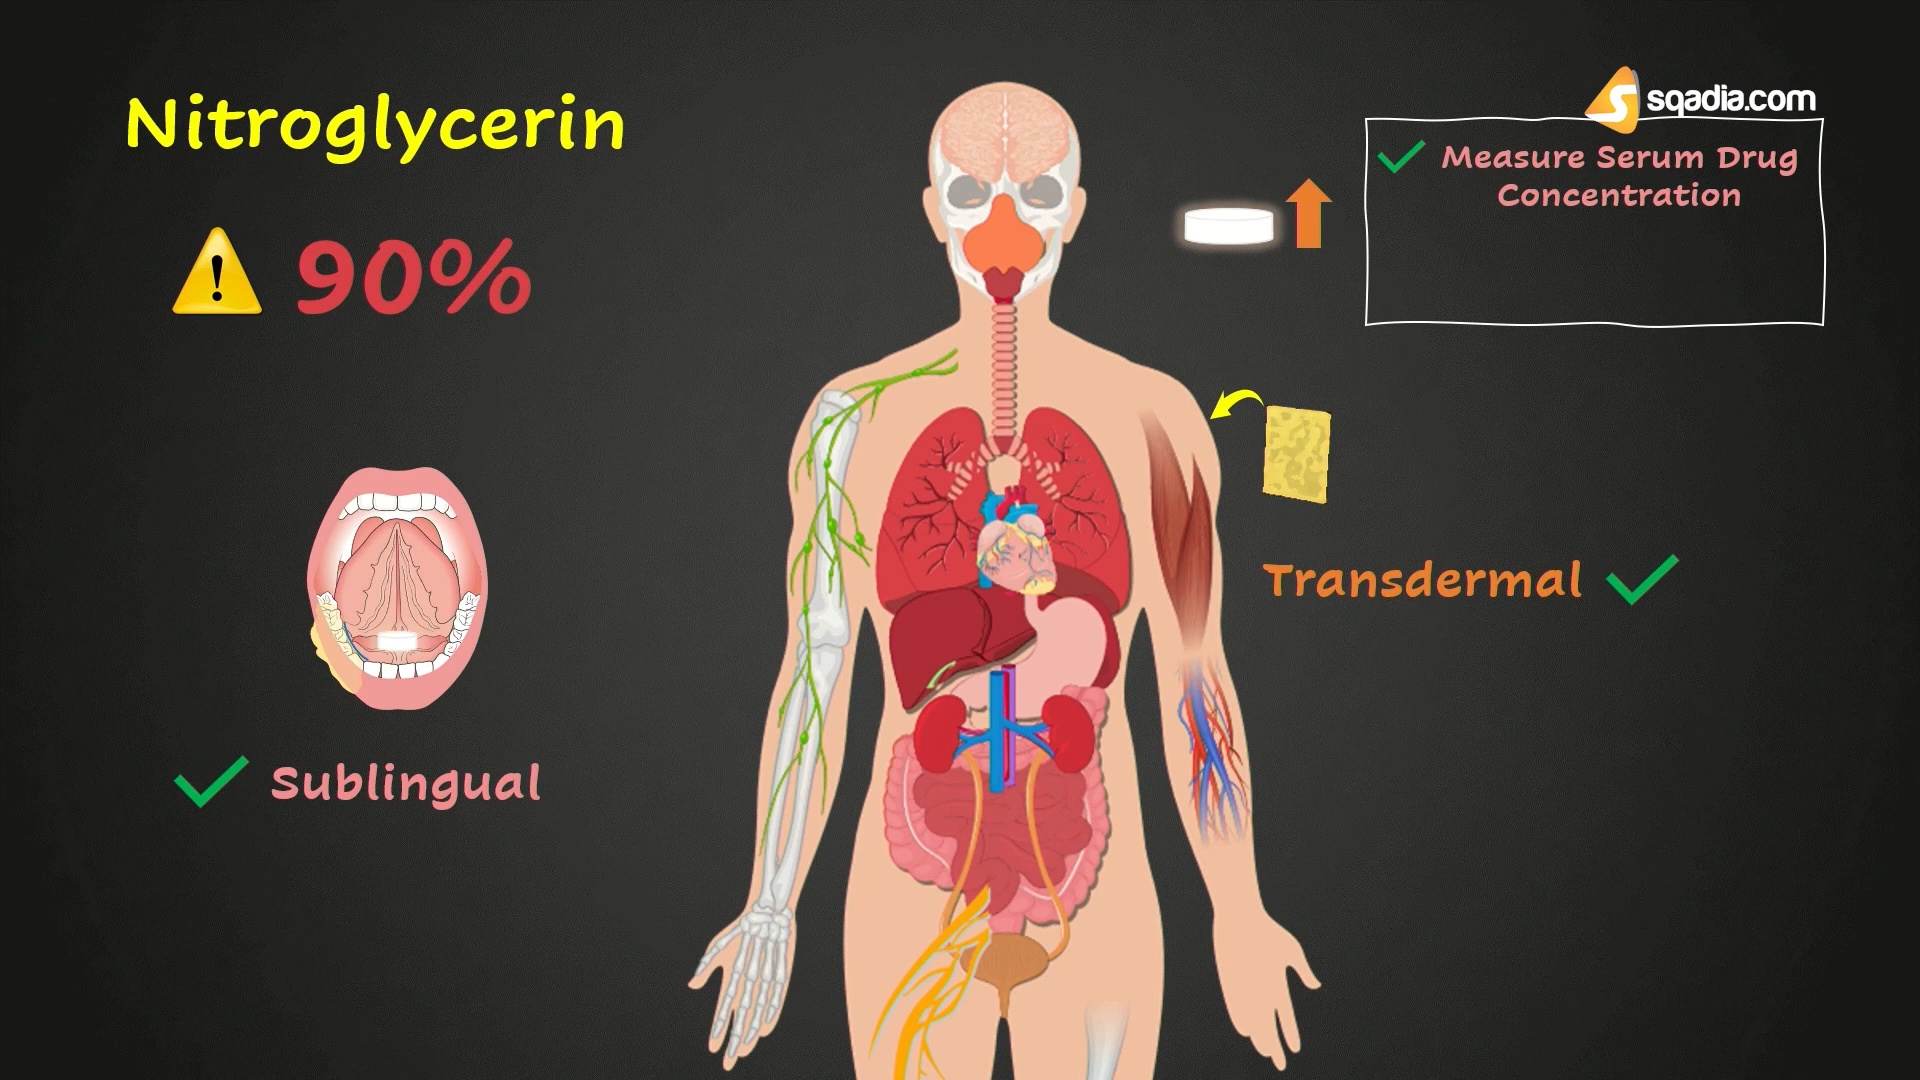 Nitroglycerin
90%
sqadia.com
Measure Serum Drug
Concentration
Transdermal
Sublingual